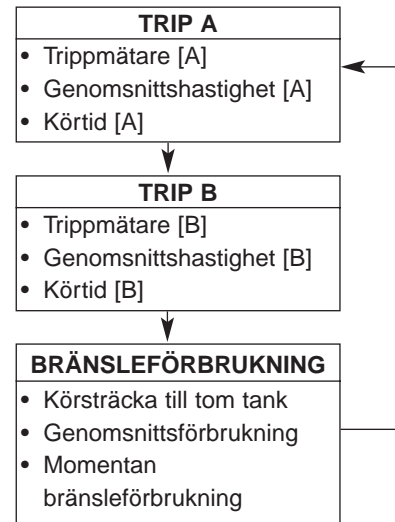 TRIP A
• Trippmätare [A]
• Genomsnittshastighet [A]
• Körtid [A]
TRIP B
• Trippmätare [B]
• Genomsnittshastighet [B]
• Körtid [B]
BRÄNSLEFÖRBRUKNING
• Körsträcka till tom tank
• Genomsnittsförbrukning
• Momentan
bränsleförbrukning